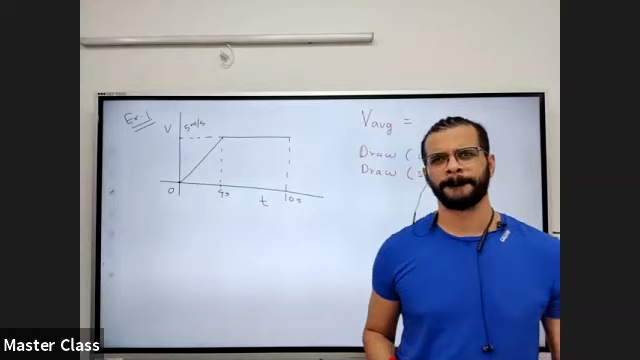 Ex-1
V
5m/s
Vavg =
Draw (
Draw (
0
4s
t
10s
Master Class